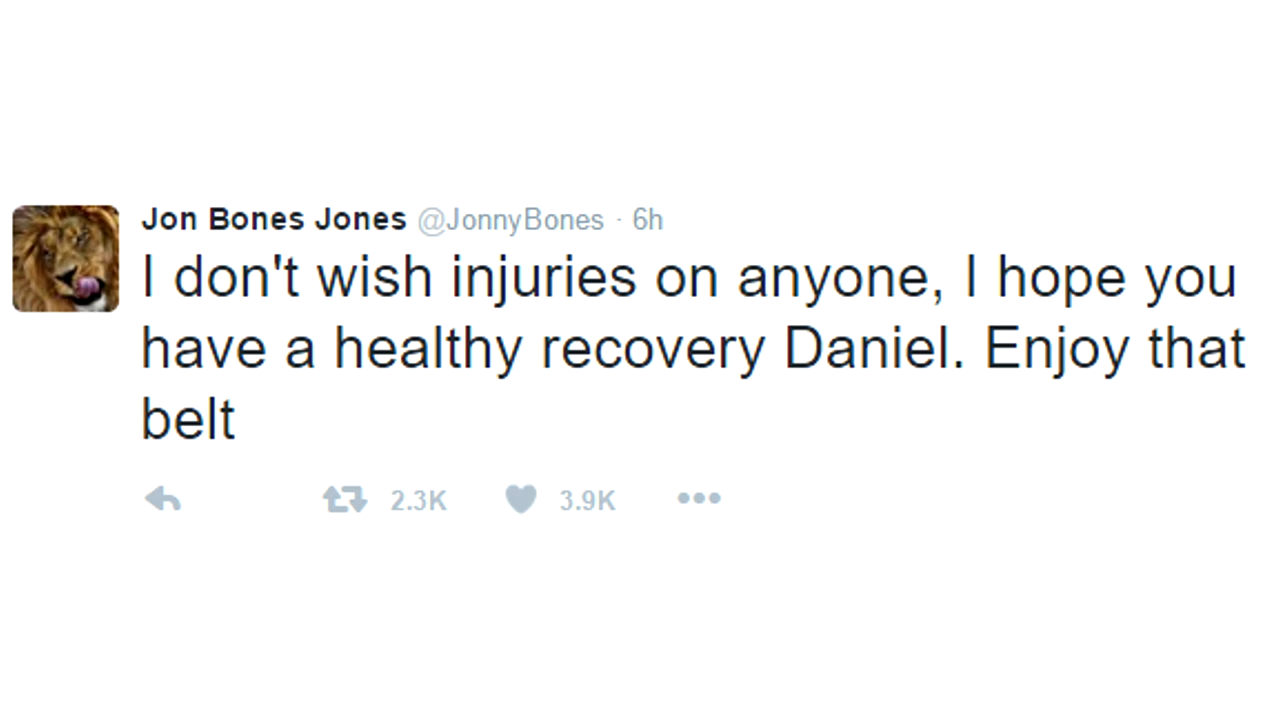 Jon Bones Jones @JonnyBones · 6h
I don't wish injuries on anyone, I hope you
have a healthy recovery Daniel. Enjoy that
belt
2.3K 3.9K